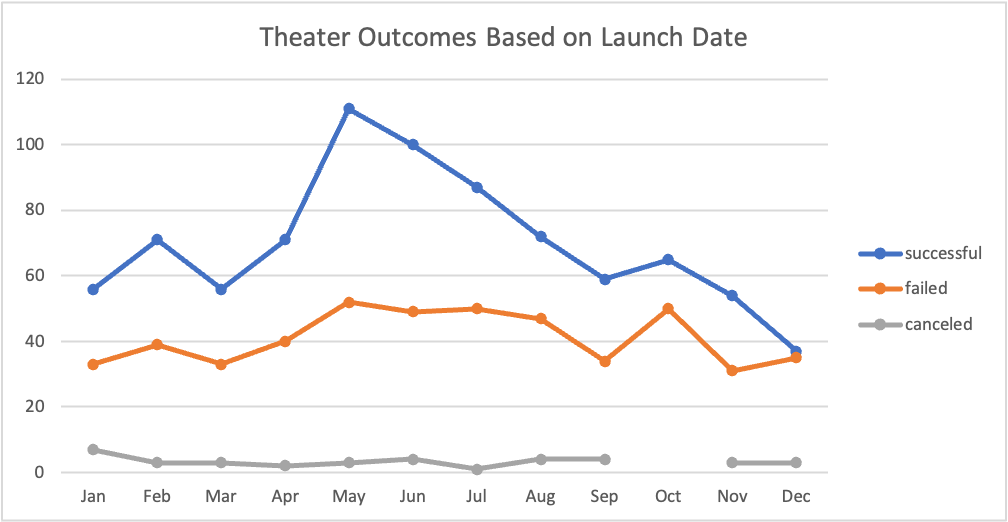 Theater Outcomes Based on Launch Date
120
100
80
60
40
20
0
Jan Feb Mar Apr May Jun Jul Aug Sep Oct Nov Dec
successful
failed
canceled